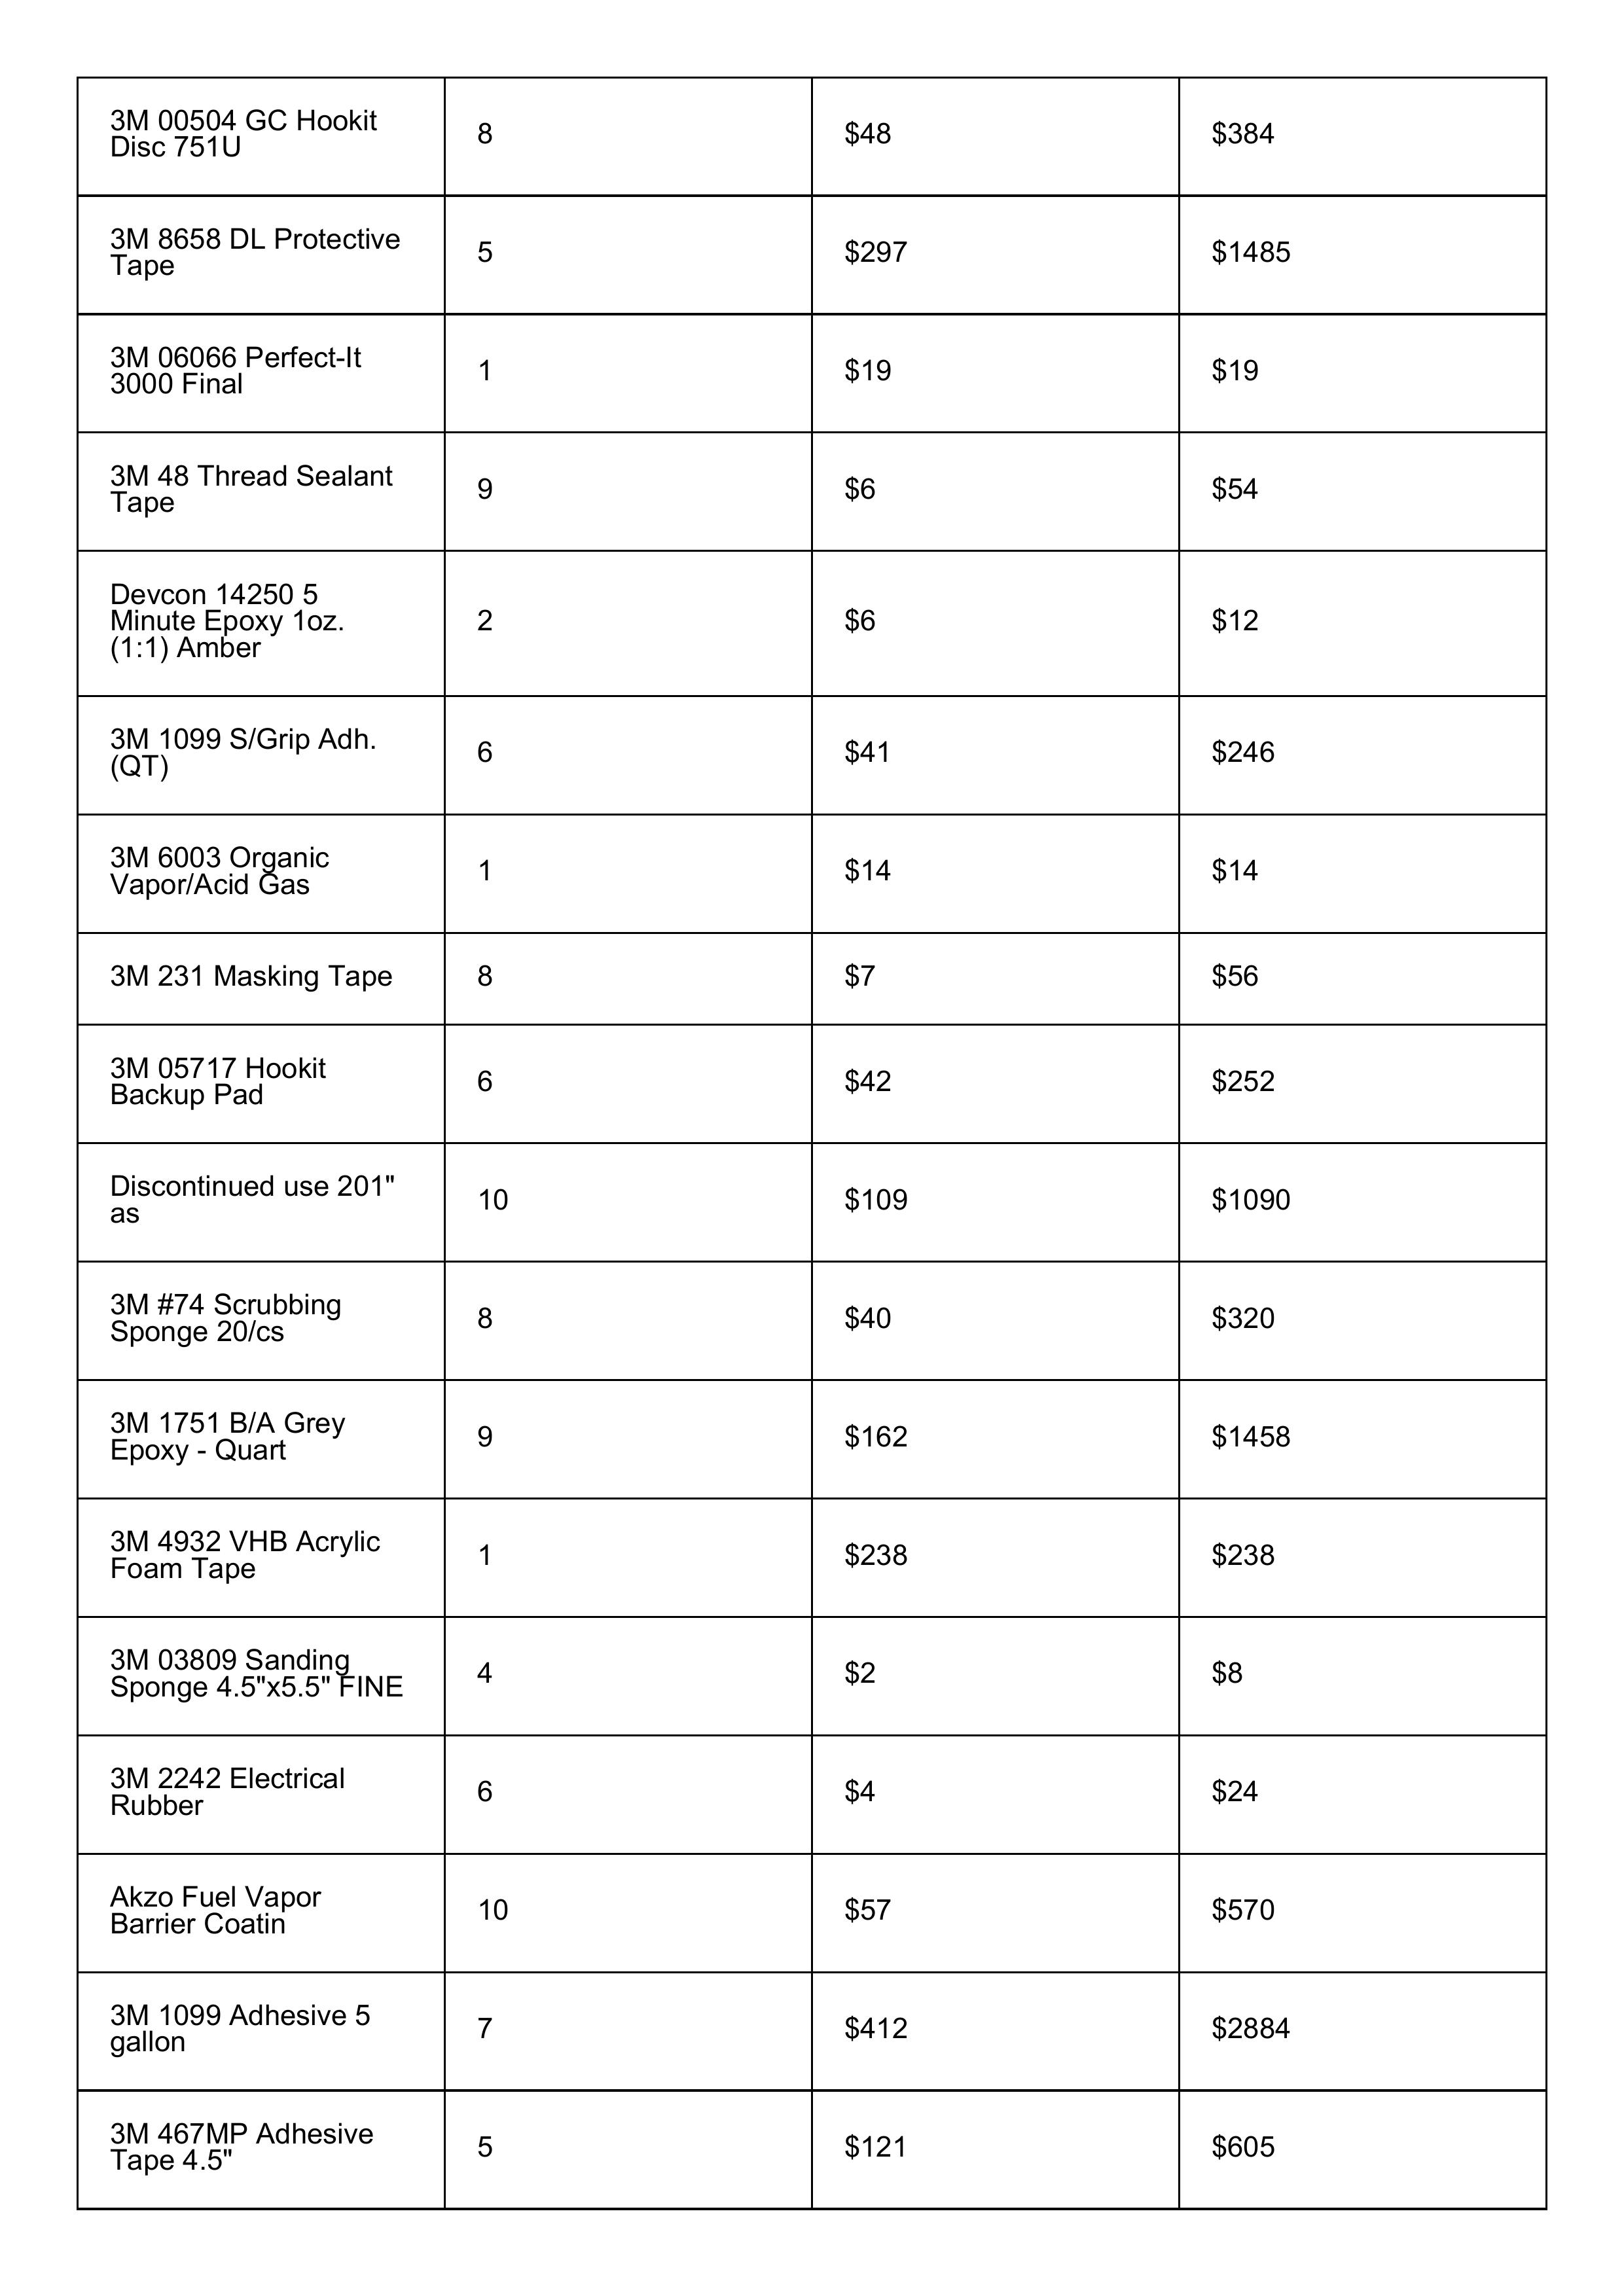 3M 00504 GC Hookit
Disc 751U
8
$48
$384
3M 8658 DL Protective
Tape
5
$297
$1485
3M 06066 Perfect-It
3000 Final
1
$19
$19
3M 48 Thread Sealant
Tape
9
$6
$54
Devcon 14250 5
Minute Epoxy 1oz.
(1:1) Amber
2
$6
$12
3M 1099 S/Grip Adh.
(QT)
6
$41
$246
3M 6003 Organic
Vapor/Acid Gas
1
$14
$14
3M 231 Masking Tape
8
$7
$56
3M 05717 Hookit
Backup Pad
6
$42
$252
Discontinued use 201"
as
10
$109
$1090
3M #74 Scrubbing
Sponge 20/cs
8
$40
$320
3M 1751 B/A Grey
Epoxy - Quart
9
$162
$1458
3M 4932 VHB Acrylic
Foam Tape
1
$238
$238
3M 03809 Sanding
Sponge 4.5"x5.5" FINE
4
$2
$8
3M 2242 Electrical
Rubber
6
$4
$24
Akzo Fuel Vapor
Barrier Coatin
10
$57
$570
3M 1099 Adhesive 5
gallon
7
$412
$2884
3M 467MP Adhesive
Tape 4.5"
5
$121
$605